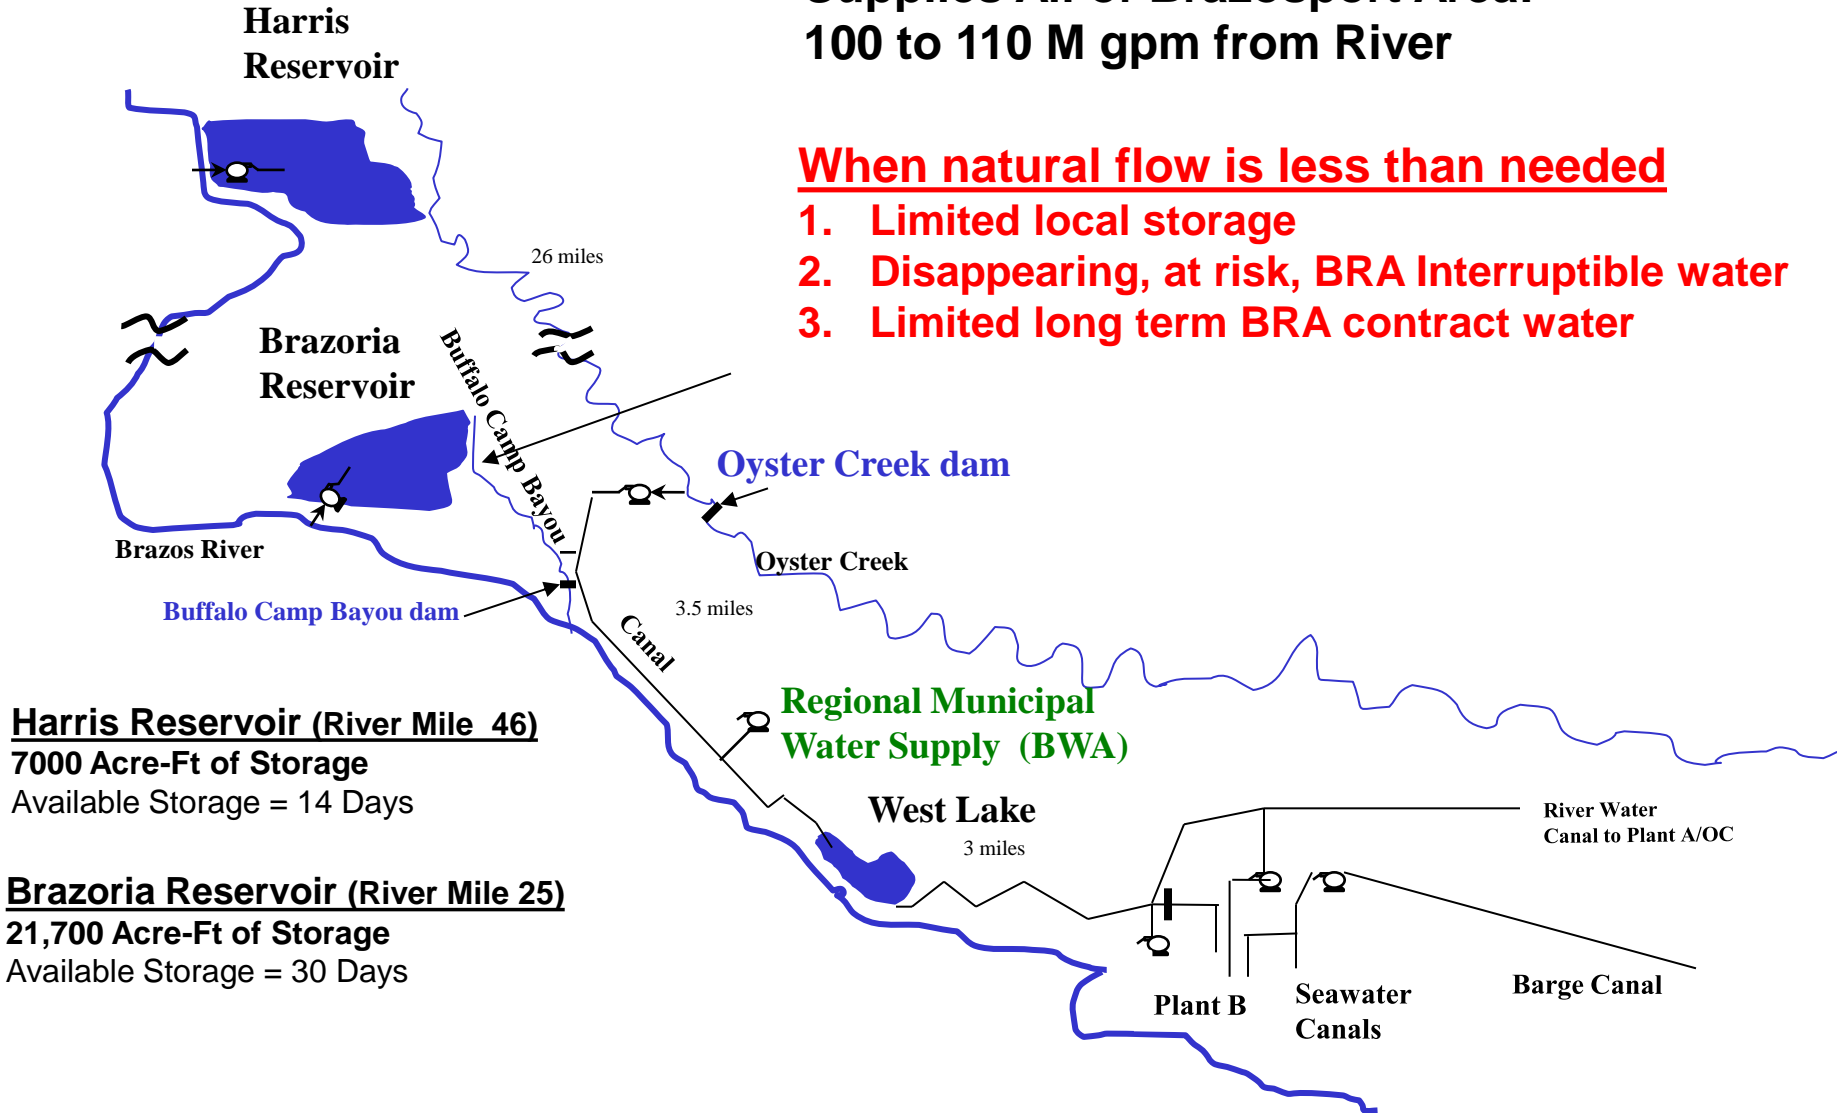 Harris
Reservoir
Supplies All of Brazosport Area:
100 to 110 M gpm from River
When natural flow is less than needed
1. Limited local storage
2. Disappearing, at risk, BRA Interruptible water
3. Limited long term BRA contract water
26 miles
Brazoria
Reservoir
Buffalo Camp Bayou
Oyster Creek dam
Brazos River
Oyster Creek
Buffalo Camp Bayou dam
3.5 miles
Canal
Regional Municipal
Water Supply (BWA)
Harris Reservoir (River Mile 46)
7000 Acre-Ft of Storage
Available Storage = 14 Days
West Lake
3 miles
River Water
Canal to Plant A/OC
Brazoria Reservoir (River Mile 25)
21,700 Acre-Ft of Storage
Available Storage = 30 Days
Plant B
Seawater
Canals
Barge Canal